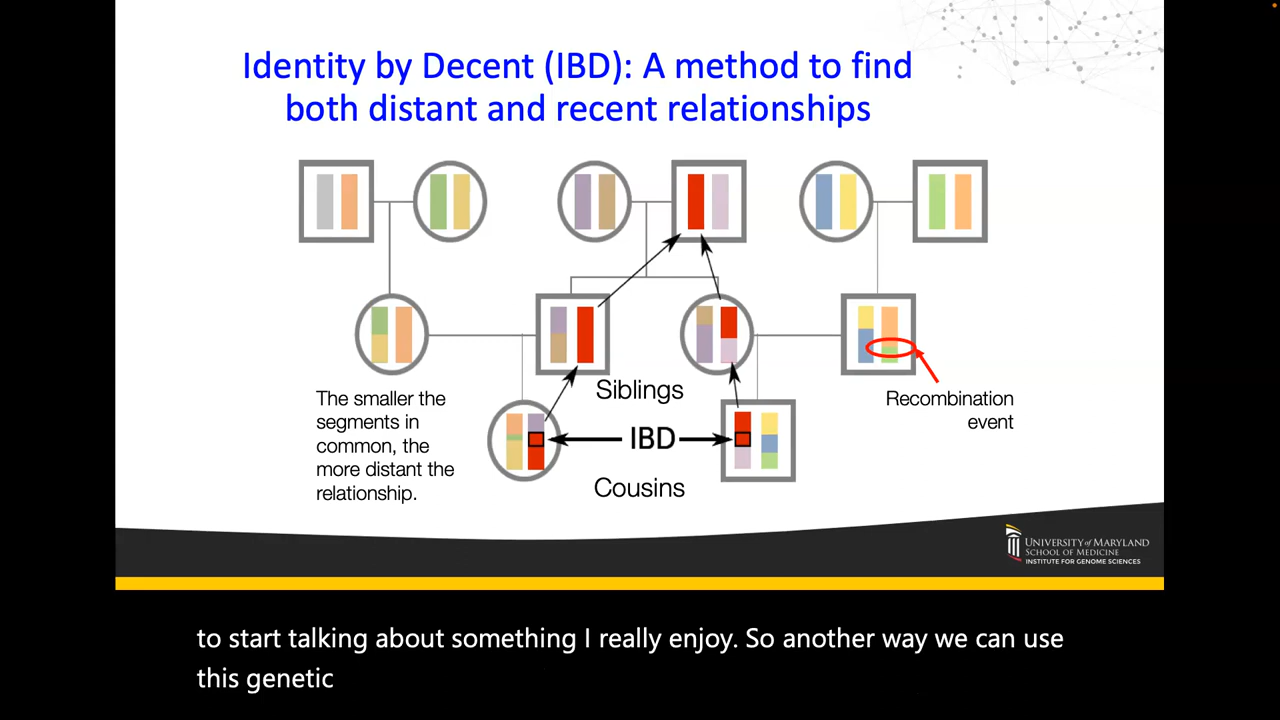 Identity by Decent (IBD): A method to find
both distant and recent relationships
The smaller the
segments in
common, the
more distant the
relationship.
Siblings
IBD
Cousins
Recombination
event
UNIVERSITY of MARYLAND
SCHOOL OF MEDICINE
INSTITUTE FOR GENOME SCIENCES
to start talking about something I really enjoy. So another way we can use
this genetic